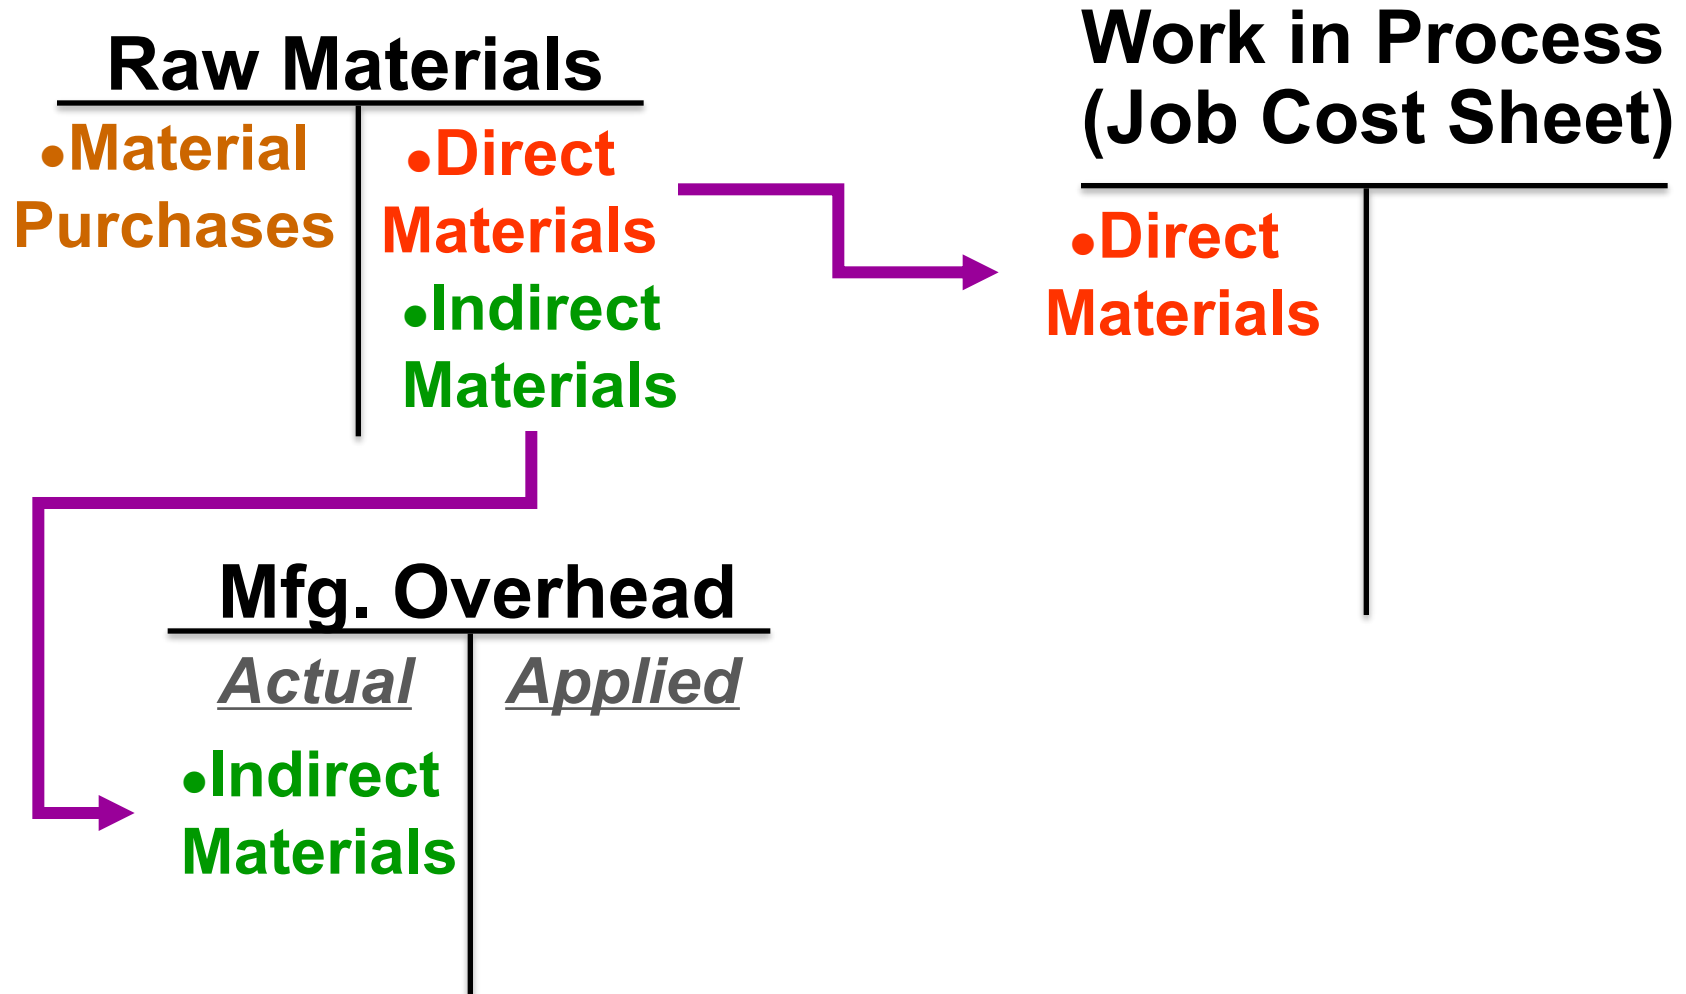 Raw Materials
•Material
Purchases
•Direct
Materials
•Indirect
Materials
Work in Process
(Job Cost Sheet)
•Direct
Materials
Mfg. Overhead
Actual
Applied
•Indirect
Materials